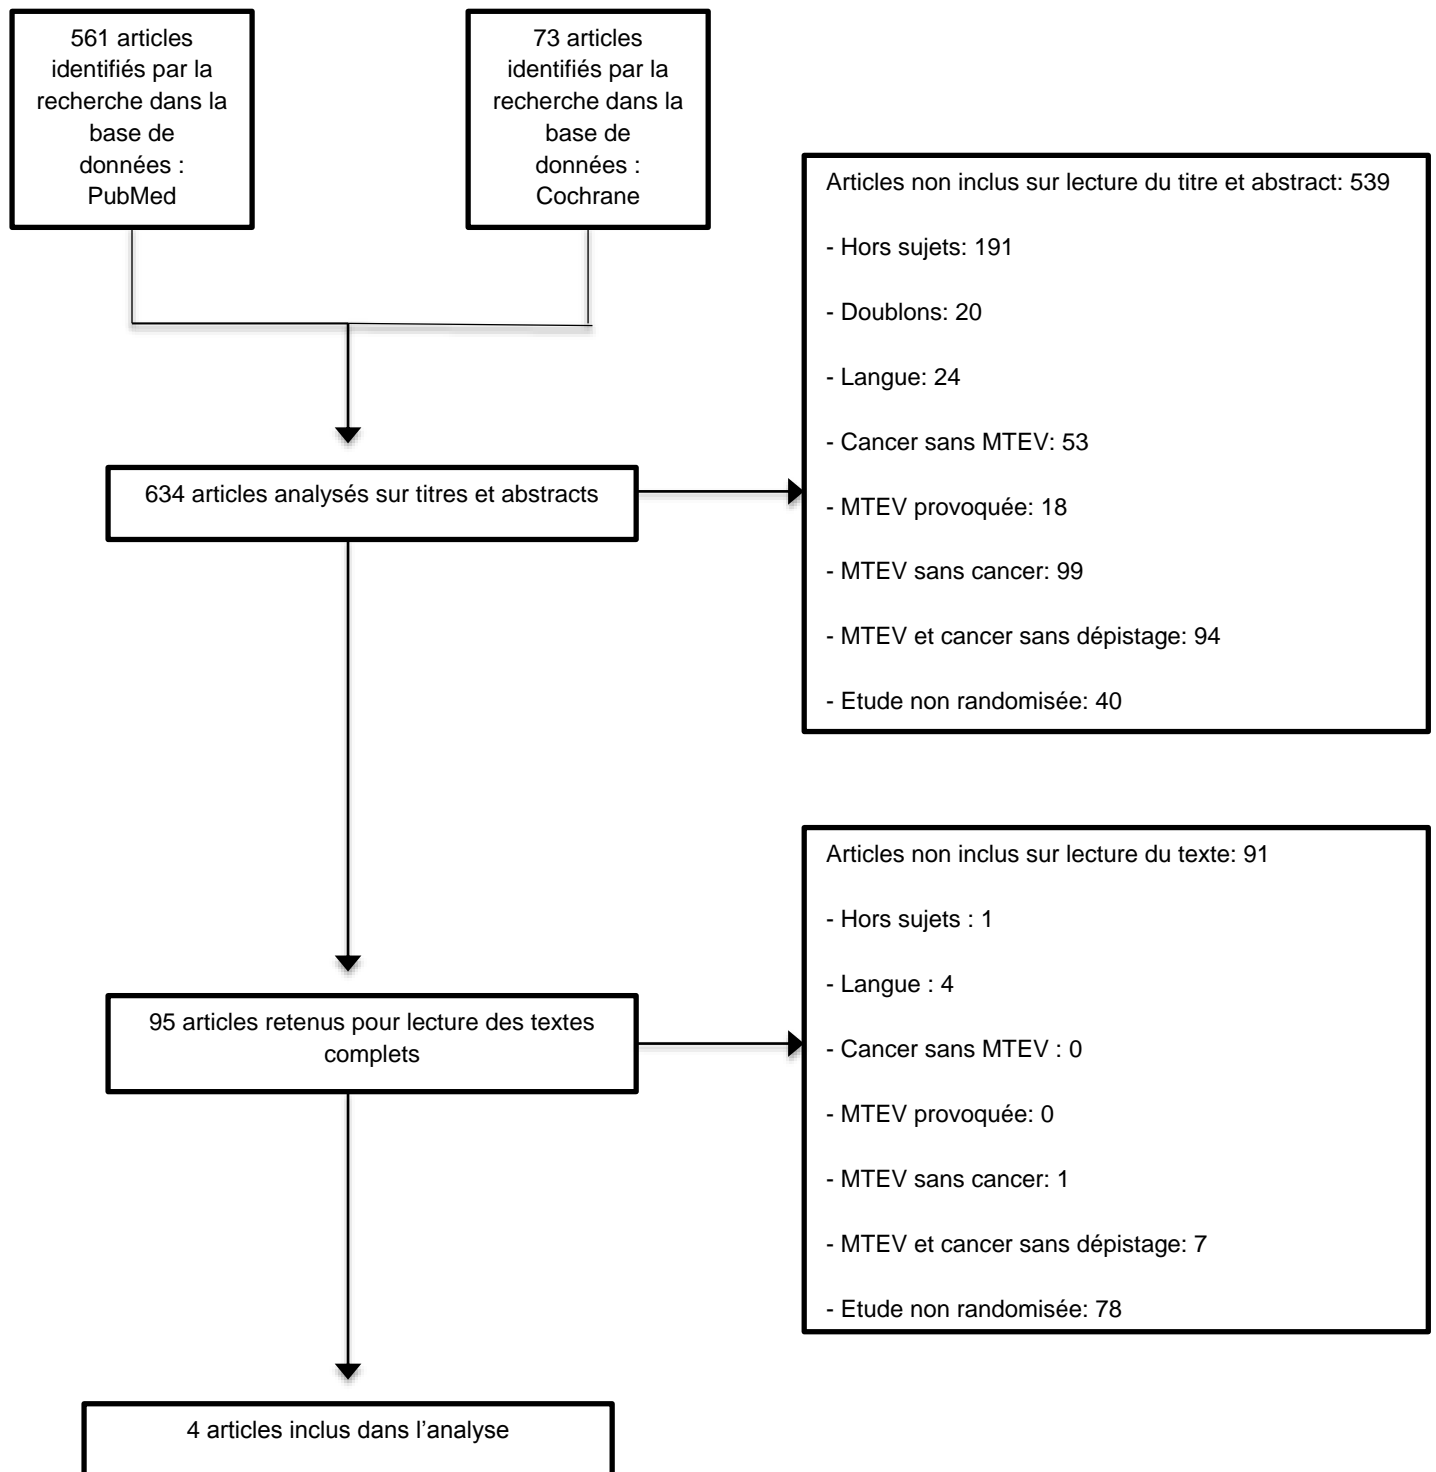 561 articles
identifiés par la
recherche dans la
base de
données :
PubMed
73 articles
identifiés par la
recherche dans la
base de
données :
Cochrane
Articles non inclus sur lecture du titre et abstract: 539
- Hors sujets: 191
- Doublons: 20
- Langue: 24
- Cancer sans MTEV: 53
- MTEV provoquée: 18
- MTEV sans cancer: 99
- MTEV et cancer sans dépistage: 94
- Etude non randomisée: 40
634 articles analysés sur titres et abstracts
Articles non inclus sur lecture du texte: 91
- Hors sujets : 1
- Langue : 4
- Cancer sans MTEV : 0
- MTEV provoquée: 0
- MTEV sans cancer: 1
- MTEV et cancer sans dépistage: 7
- Etude non randomisée: 78
95 articles retenus pour lecture des textes
complets
4 articles inclus dans l’analyse